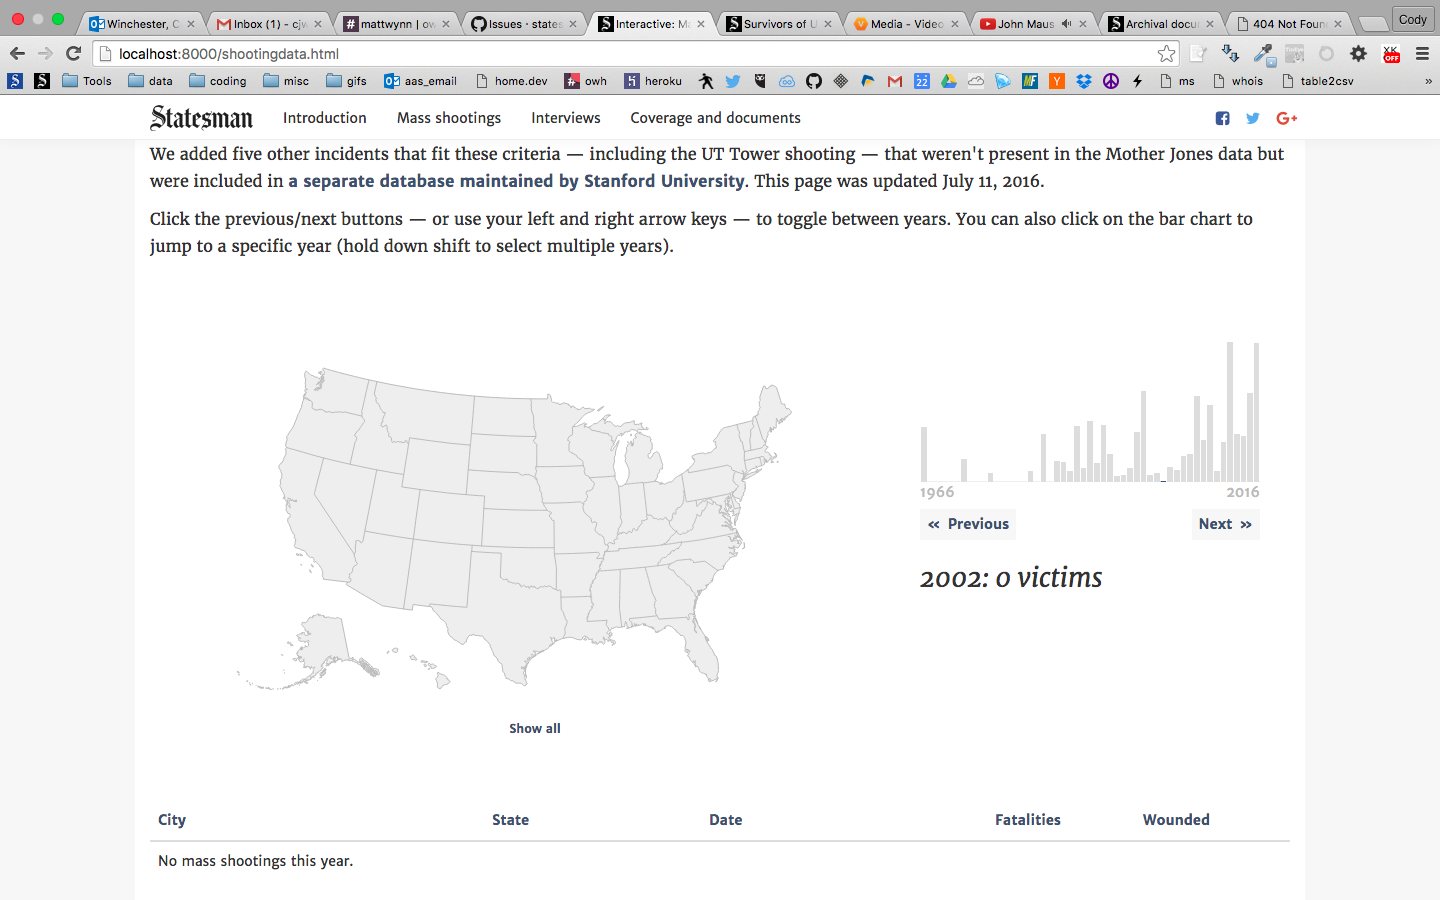 Winchester, C
Inbox (1) - cjw
mattwynn | ow
Issues · states
Interactive: Ma
Survivors of U
Media - Video
John Maus
Archival docu
404 Not Foun
Cody
localhost:8000/shootingdata.html
Tools
data
coding
misc
gifs
aas_email
home.dev
owh
heroku
22
ms
whois
table2csv
»
Statesman
Introduction
Mass shootings
Interviews
Coverage and documents
G+
We added five other incidents that fit these criteria — including the UT Tower shooting — that weren't present in the Mother Jones data but
were included in a separate database maintained by Stanford University. This page was updated July 11, 2016.
Click the previous/next buttons — or use your left and right arrow keys — to toggle between years. You can also click on the bar chart to
jump to a specific year (hold down shift to select multiple years).
1966
2016
« Previous
Next »
2002: 0 victims
Show all
City
State
Date
Fatalities
Wounded
No mass shootings this year.